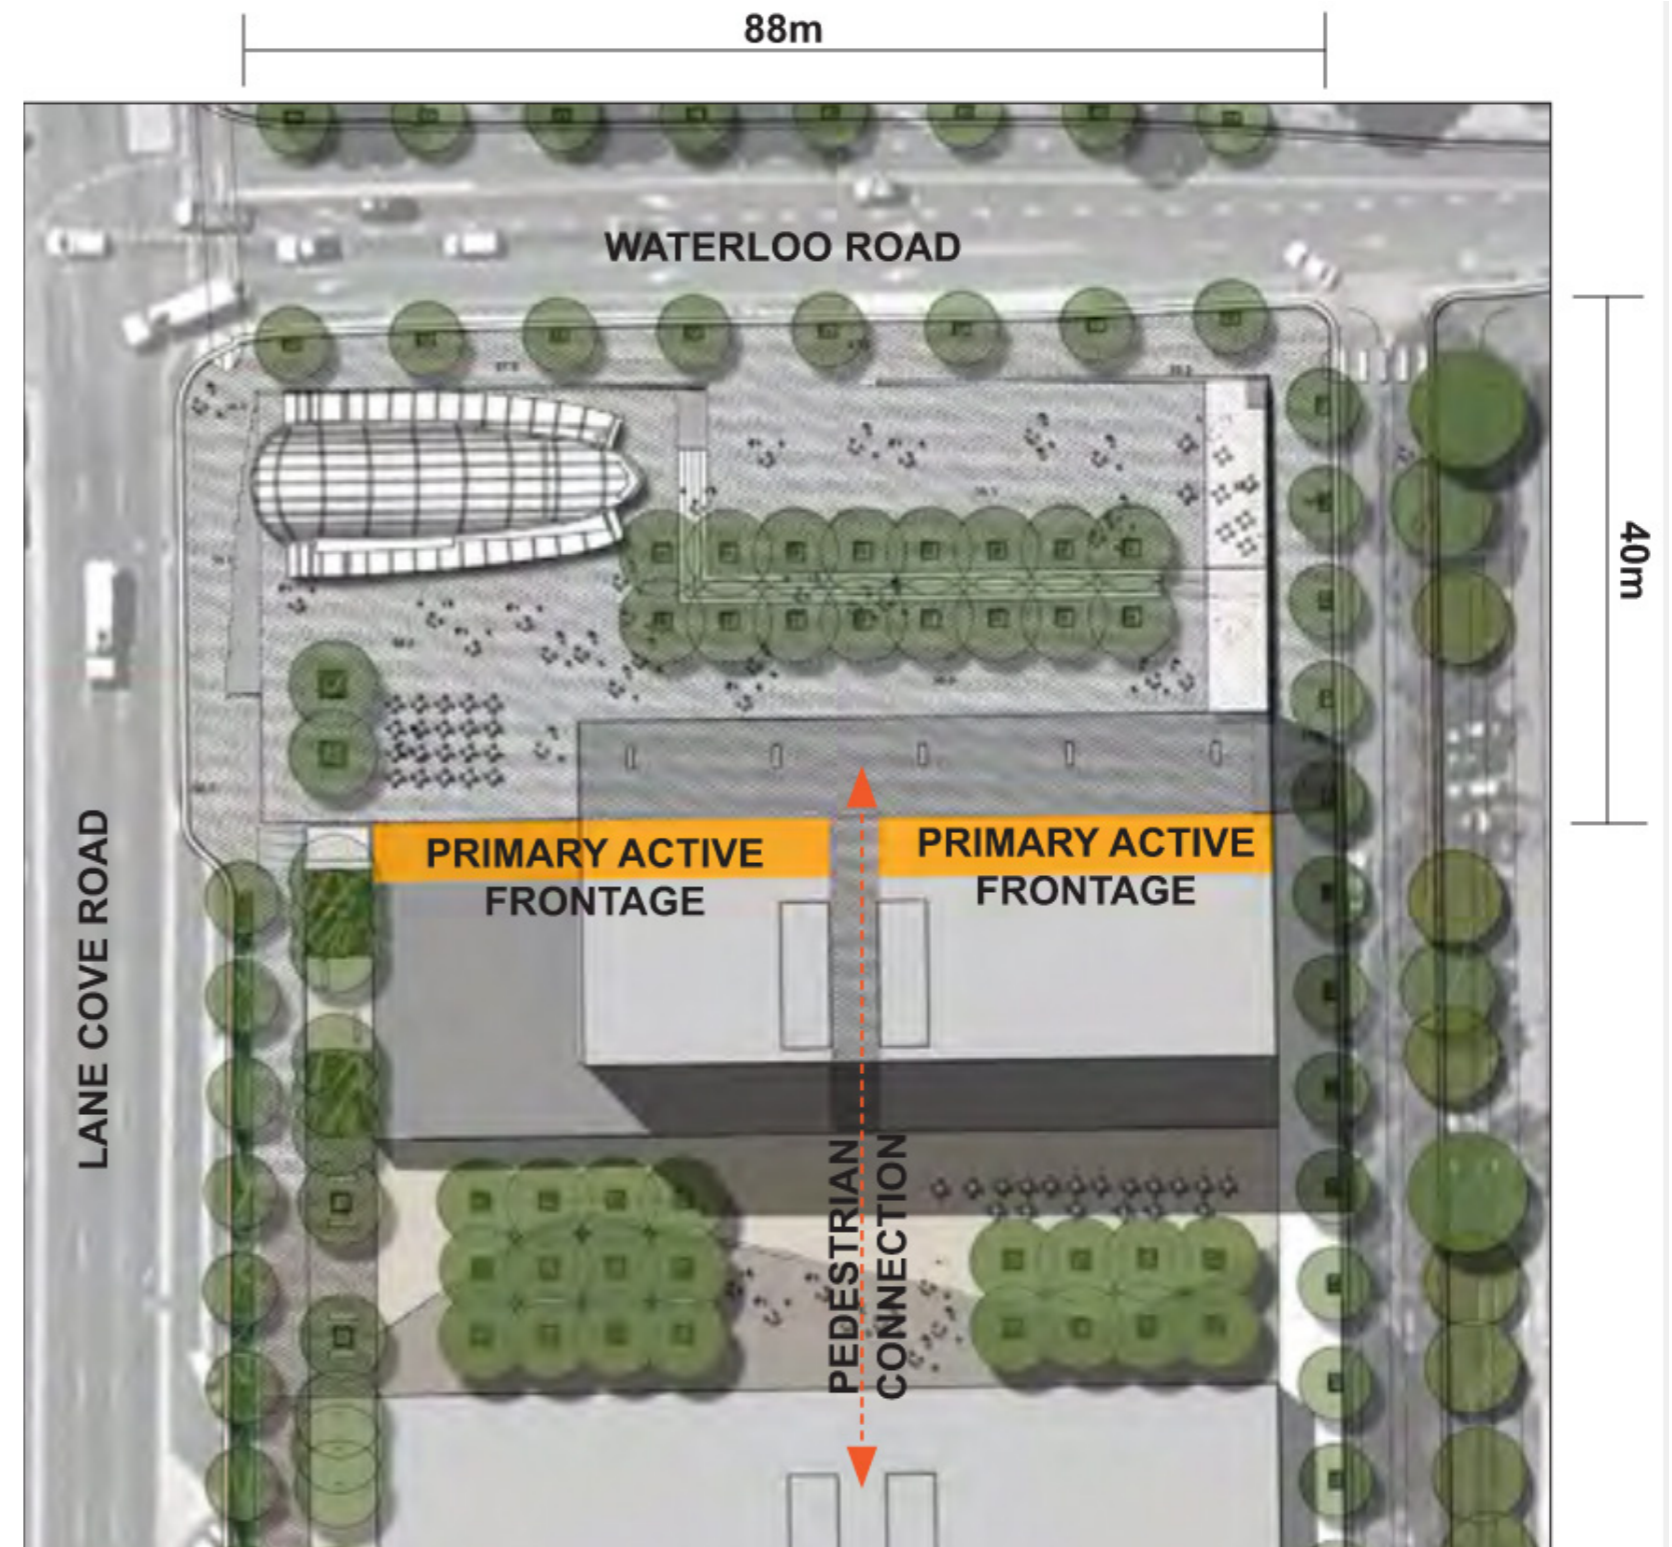 88m
WATERLOO ROAD
40m
PRIMARY ACTIVE
FRONTAGE
PRIMARY ACTIVE
FRONTAGE
LANE COVE ROAD
PEDESTRIAN
CONNECTION